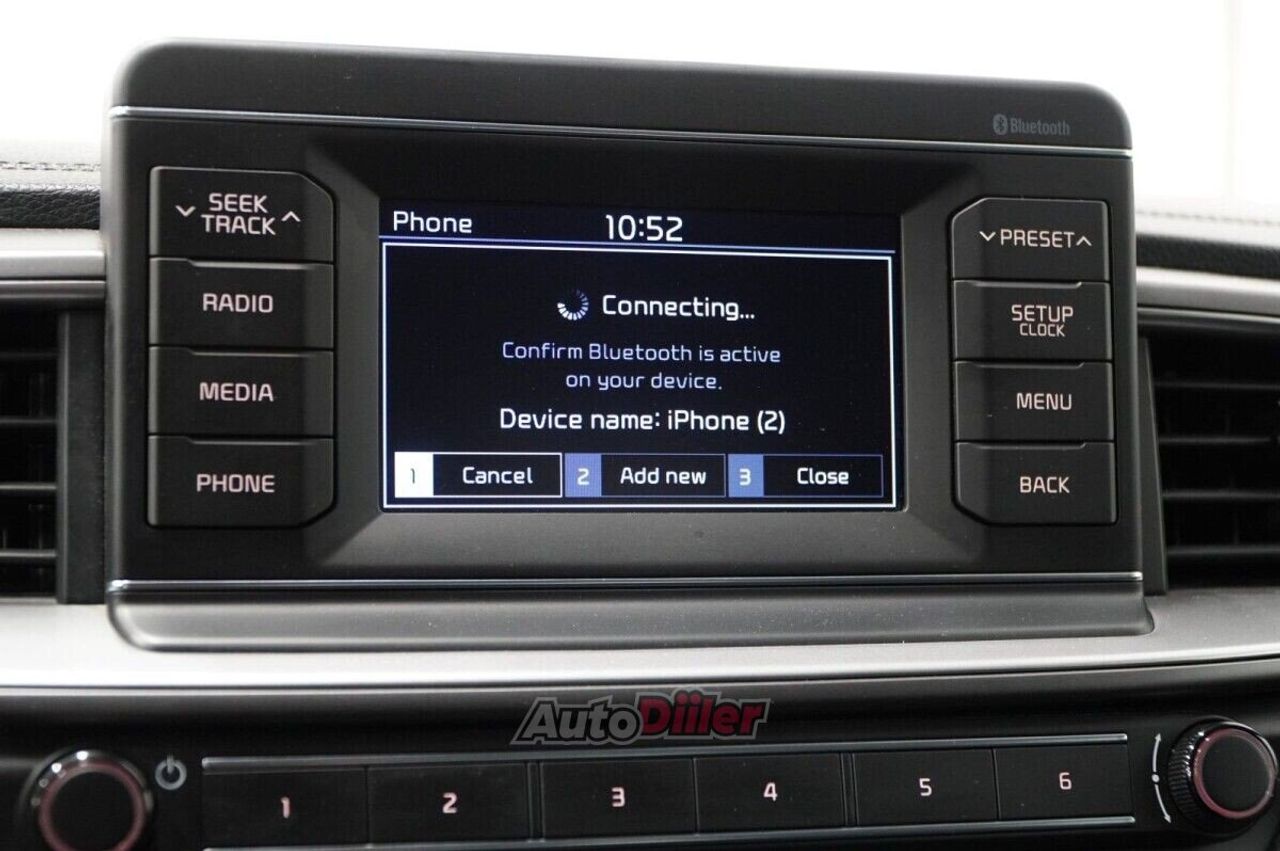 Bluetooth
SEEK
TRACK
RADIO
MEDIA
PHONE
Phone 10:52
Connecting...
Confirm Bluetooth is active
on your device.
Device name: iPhone (2)
1 Cancel 2 Add new 3 Close
PRESET
SETUP
CLOCK
MENU
BACK
AutoDiiler
1 2 3 4 5 6